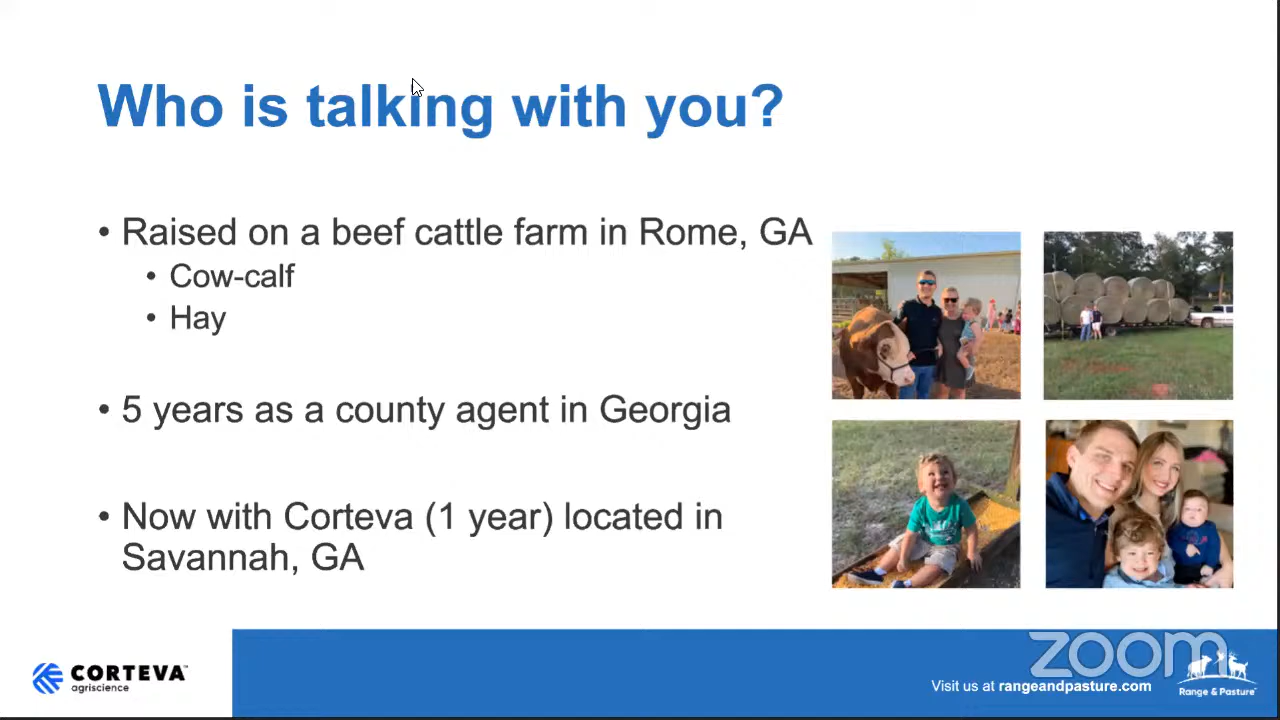 Who is talking with you?
• Raised on a beef cattle farm in Rome, GA
• Cow-calf
• Hay
• 5 years as a county agent in Georgia
• Now with Corteva (1 year) located in
Savannah, GA
CORTEVA™
agriscience
zoom
Visit us at rangeandpasture.com
Range & Pasture™